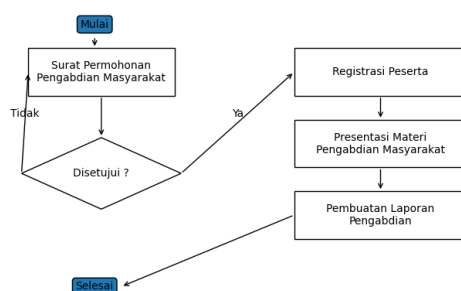 Mulai
Surat Permohonan
Pengabdian Masyarakat
Tidak
Disetujui ?
Ya
Registrasi Peserta
Presentasi Materi
Pengabdian Masyarakat
Pembuatan Laporan
Pengabdian
Selesai